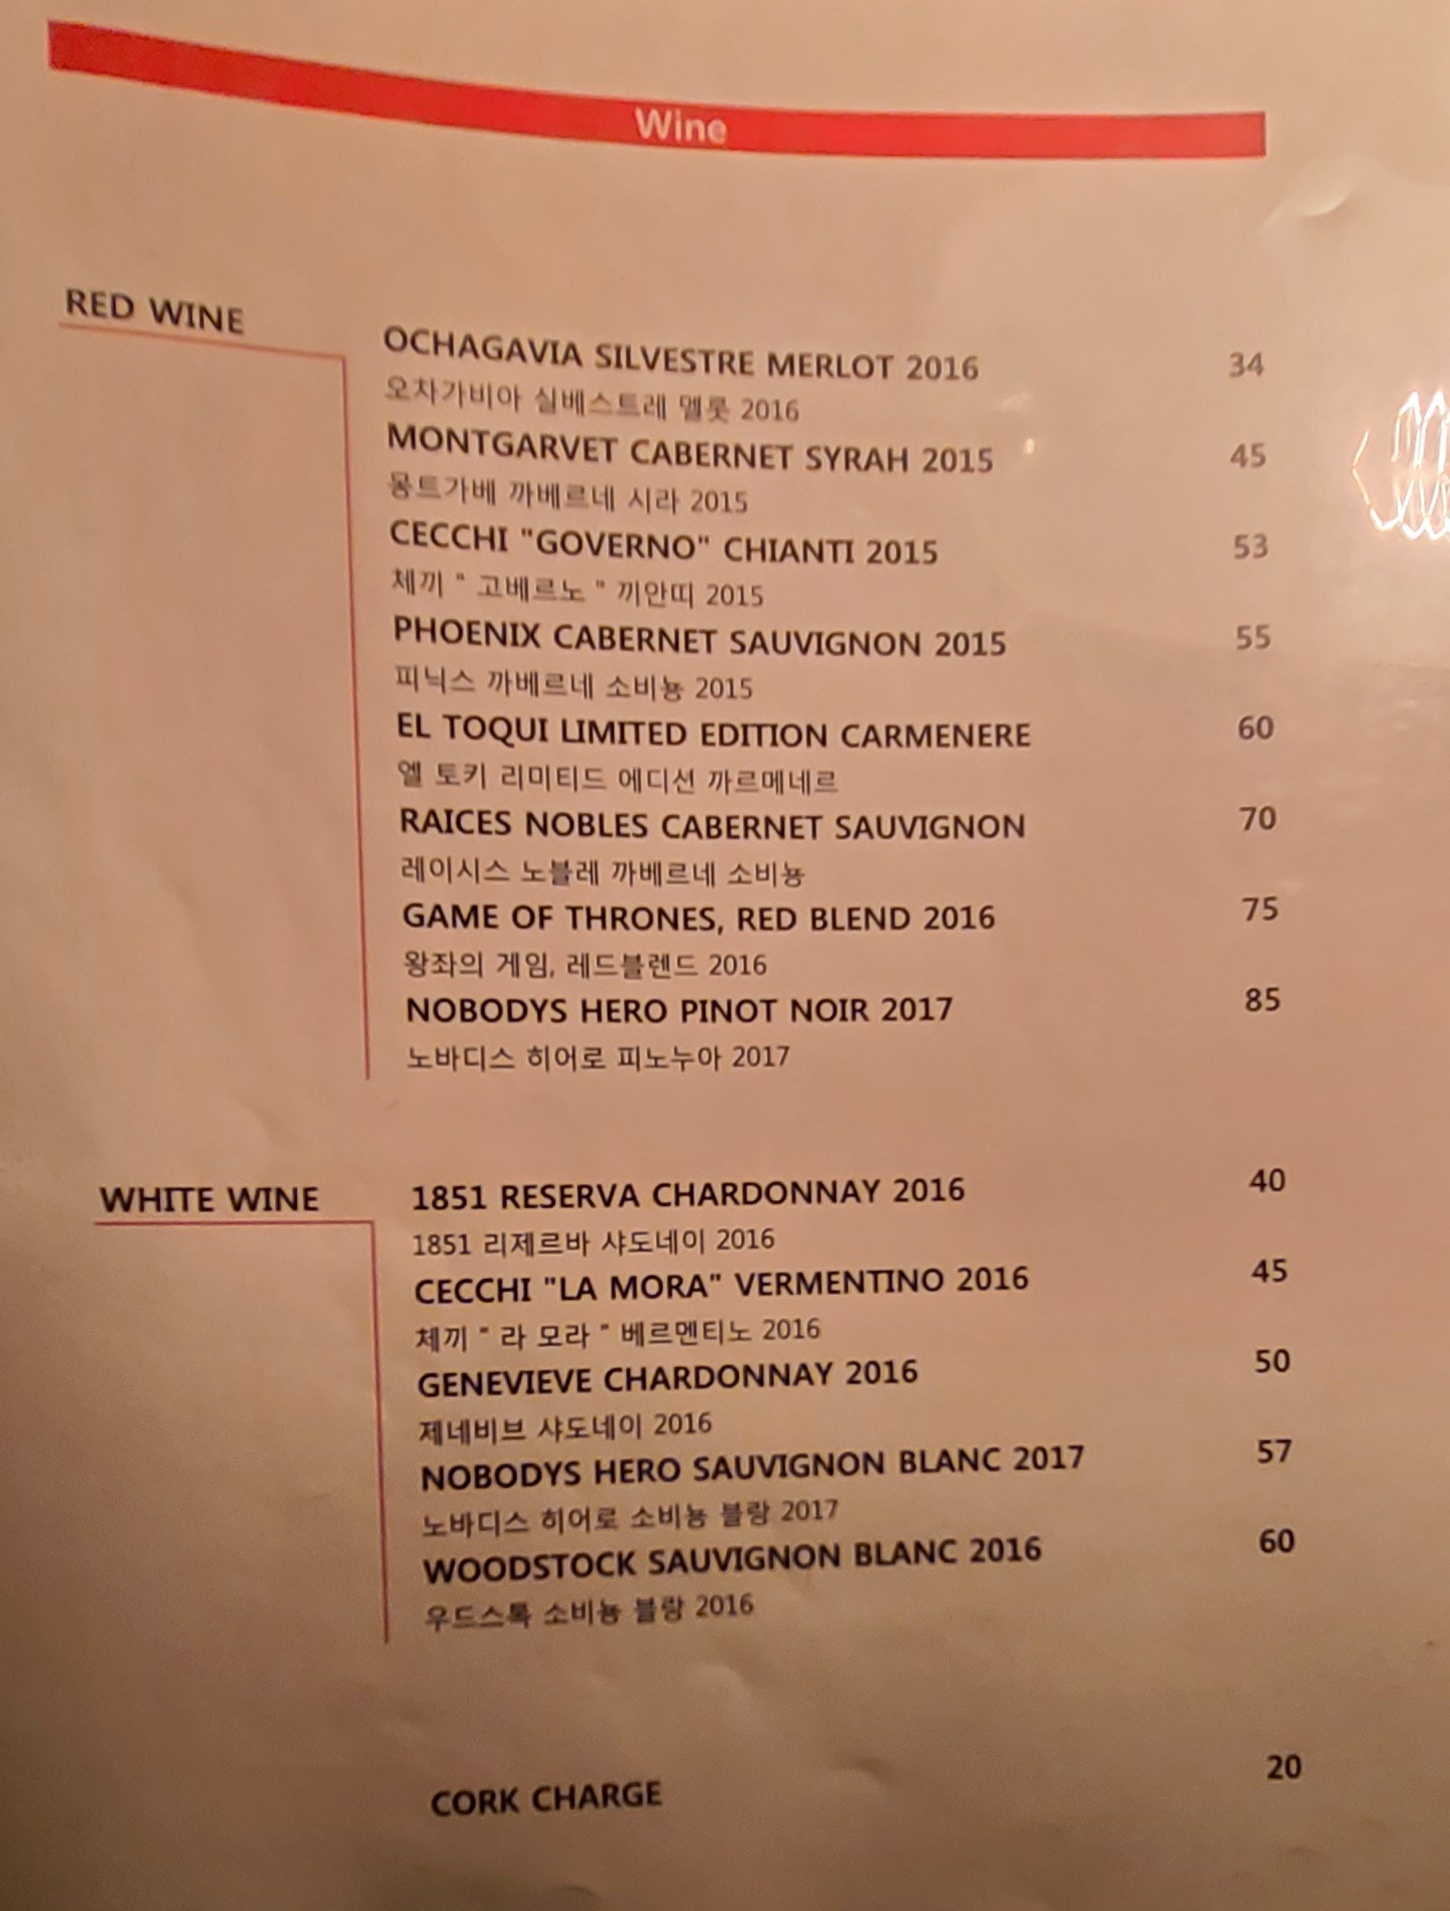 Wine
RED WINE
OCHAGAVIA SILVESTRE MERLOT 2016 34
오차가비아 실베스트레 멜롯 2016
MONTGARVET CABERNET SYRAH 2015 45
몽트가베 까베르네 시라 2015
CECCHI "GOVERNO" CHIANTI 2015 53
체끼 " 고베르노 " 끼안띠 2015
PHOENIX CABERNET SAUVIGNON 2015 55
피닉스 까베르네 소비뇽 2015
EL TOQUI LIMITED EDITION CARMENERE 60
엘 토키 리미티드 에디션 까르메네르
RAICES NOBLES CABERNET SAUVIGNON 70
레이시스 노블레 까베르네 소비뇽
GAME OF THRONES, RED BLEND 2016 75
왕좌의 게임, 레드블렌드 2016
NOBODYS HERO PINOT NOIR 2017 85
노바디스 히어로 피노누아 2017
WHITE WINE
1851 RESERVA CHARDONNAY 2016 40
1851 리제르바 샤도네이 2016
CECCHI "LA MORA" VERMENTINO 2016 45
체끼 " 라 모라 " 베르멘티노 2016
GENEVIEVE CHARDONNAY 2016 50
제네비브 샤도네이 2016
NOBODYS HERO SAUVIGNON BLANC 2017 57
노바디스 히어로 소비뇽 블랑 2017
WOODSTOCK SAUVIGNON BLANC 2016 60
우드스톡 소비뇽 블랑 2016
CORK CHARGE 20